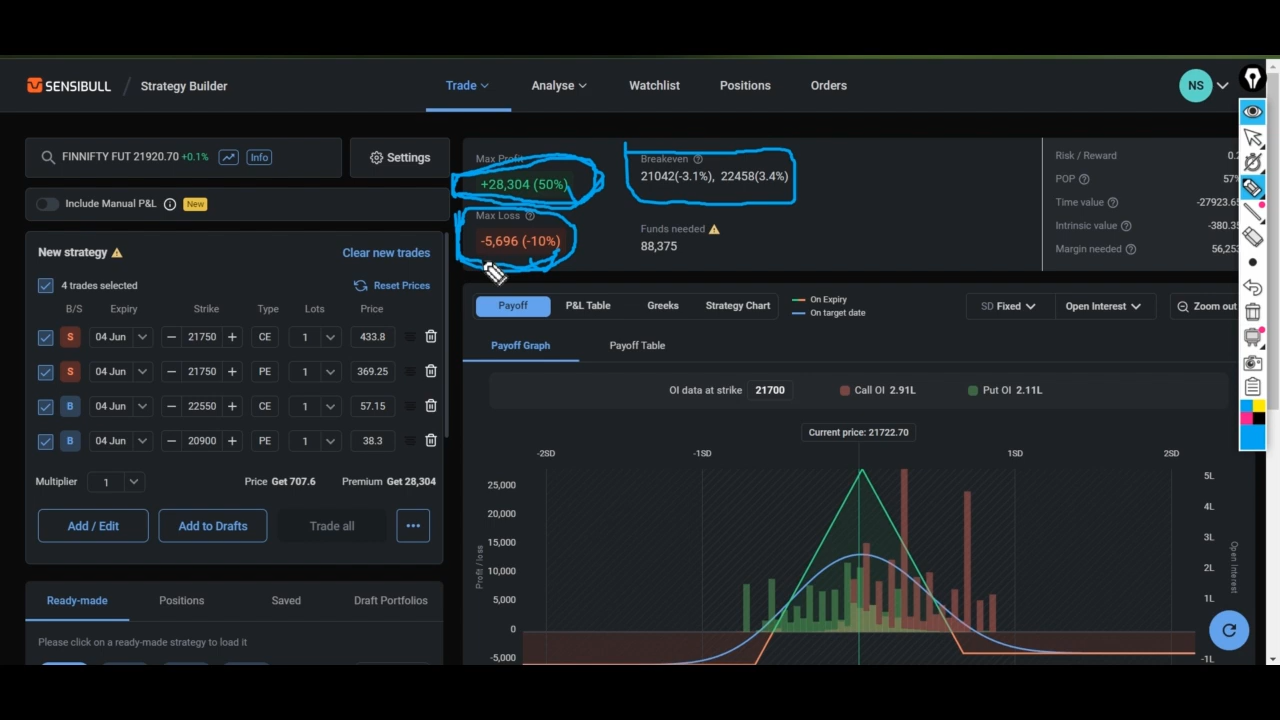 SENSIBULL / Strategy Builder
Trade
Analyse
Watchlist
Positions
Orders
NS
FINNIFTY FUT 21920.70 +0.1%
Info
Settings
Include Manual P&L
New
New strategy
Clear new trades
4 trades selected
Reset Prices
B/S Expiry Strike Type Lots Price
S 04 Jun 21750 CE 1 433.8
S 04 Jun 21750 PE 1 369.25
B 04 Jun 22550 CE 1 57.15
B 04 Jun 20900 PE 1 38.3
Multiplier 1 Price Get 707.6 Premium Get 28,304
Add / Edit
Add to Drafts
Trade all
Ready-made
Positions
Saved
Draft Portfolios
Please click on a ready-made strategy to load it
Max Profit
+28,304 (50%)
Max Loss
-5,696 (-10%)
Breakeven
21042(-3.1%), 22458(3.4%)
Funds needed
88,375
Risk / Reward 0.2
POP 57%
Time value -27923.65
Intrinsic value -380.35
Margin needed 56,253
Payoff
P&L Table
Greeks
Strategy Chart
On Expiry
On target date
SD Fixed
Open Interest
Zoom out
Payoff Graph
Payoff Table
OI data at strike 21700
Call OI 2.91L
Put OI 2.11L
Current price: 21722.70
-2SD
-1SD
1SD
2SD
25,000
20,000
15,000
10,000
5,000
0
-5,000
Profit / loss
5L
4L
3L
2L
1L
-1L
Open Interest